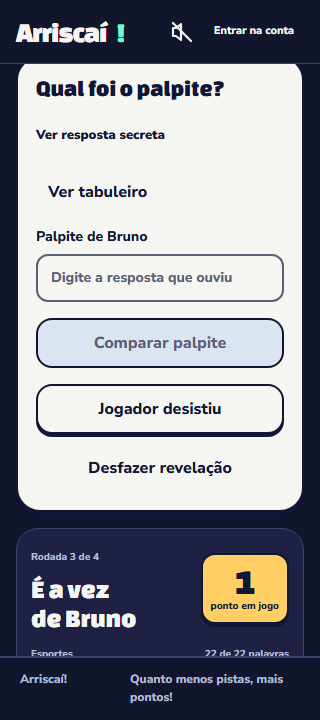 Arriscaí !
Entrar na conta
Qual foi o palpite?
Ver resposta secreta
Ver tabuleiro
Palpite de Bruno
Digite a resposta que ouviu
Comparar palpite
Jogador desistiu
Desfazer revelação
Rodada 3 de 4
É a vez
de Bruno
1
ponto em jogo
Esportes
22 de 22 palavras
Arriscaí!
Quanto menos pistas, mais
pontos!